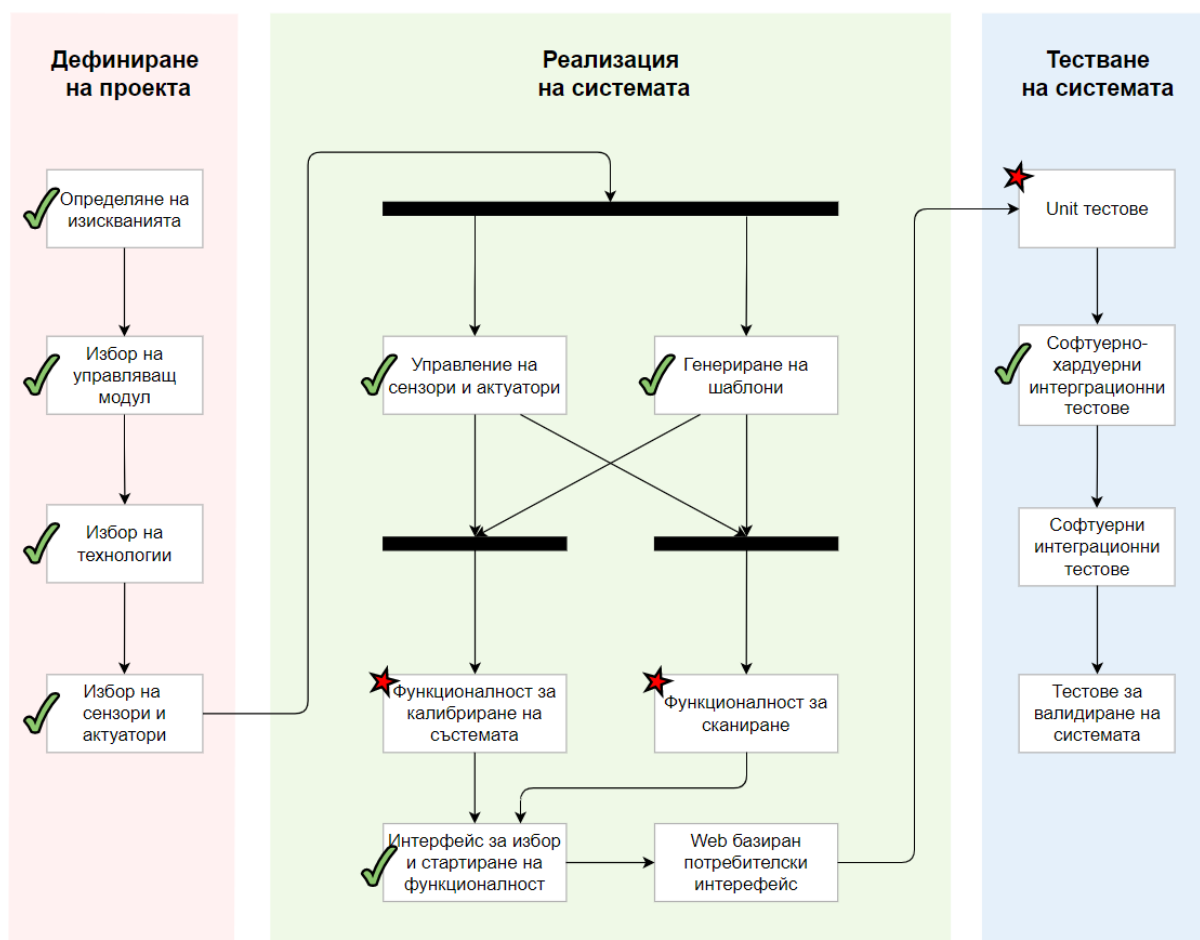 Дефиниране
на проекта
Определяне на
изискванията
Избор на
управляващ
модул
Избор на
технологии
Избор на
сензори и
актуатори
Реализация
на системата
Управление на
сензори и актуатори
Генериране на
шаблони
Функционалност за
калибриране на
състемата
Функционалност за
сканиране
Интерфейс за избор
и стартиране на
функционалност
Web базиран
потребителски
интерефейс
Тестване
на системата
Unit тестове
Софтуерно-
хардуерни
интерграционни
тестове
Софтуерни
интеграционни
тестове
Тестове за
валидиране на
системата